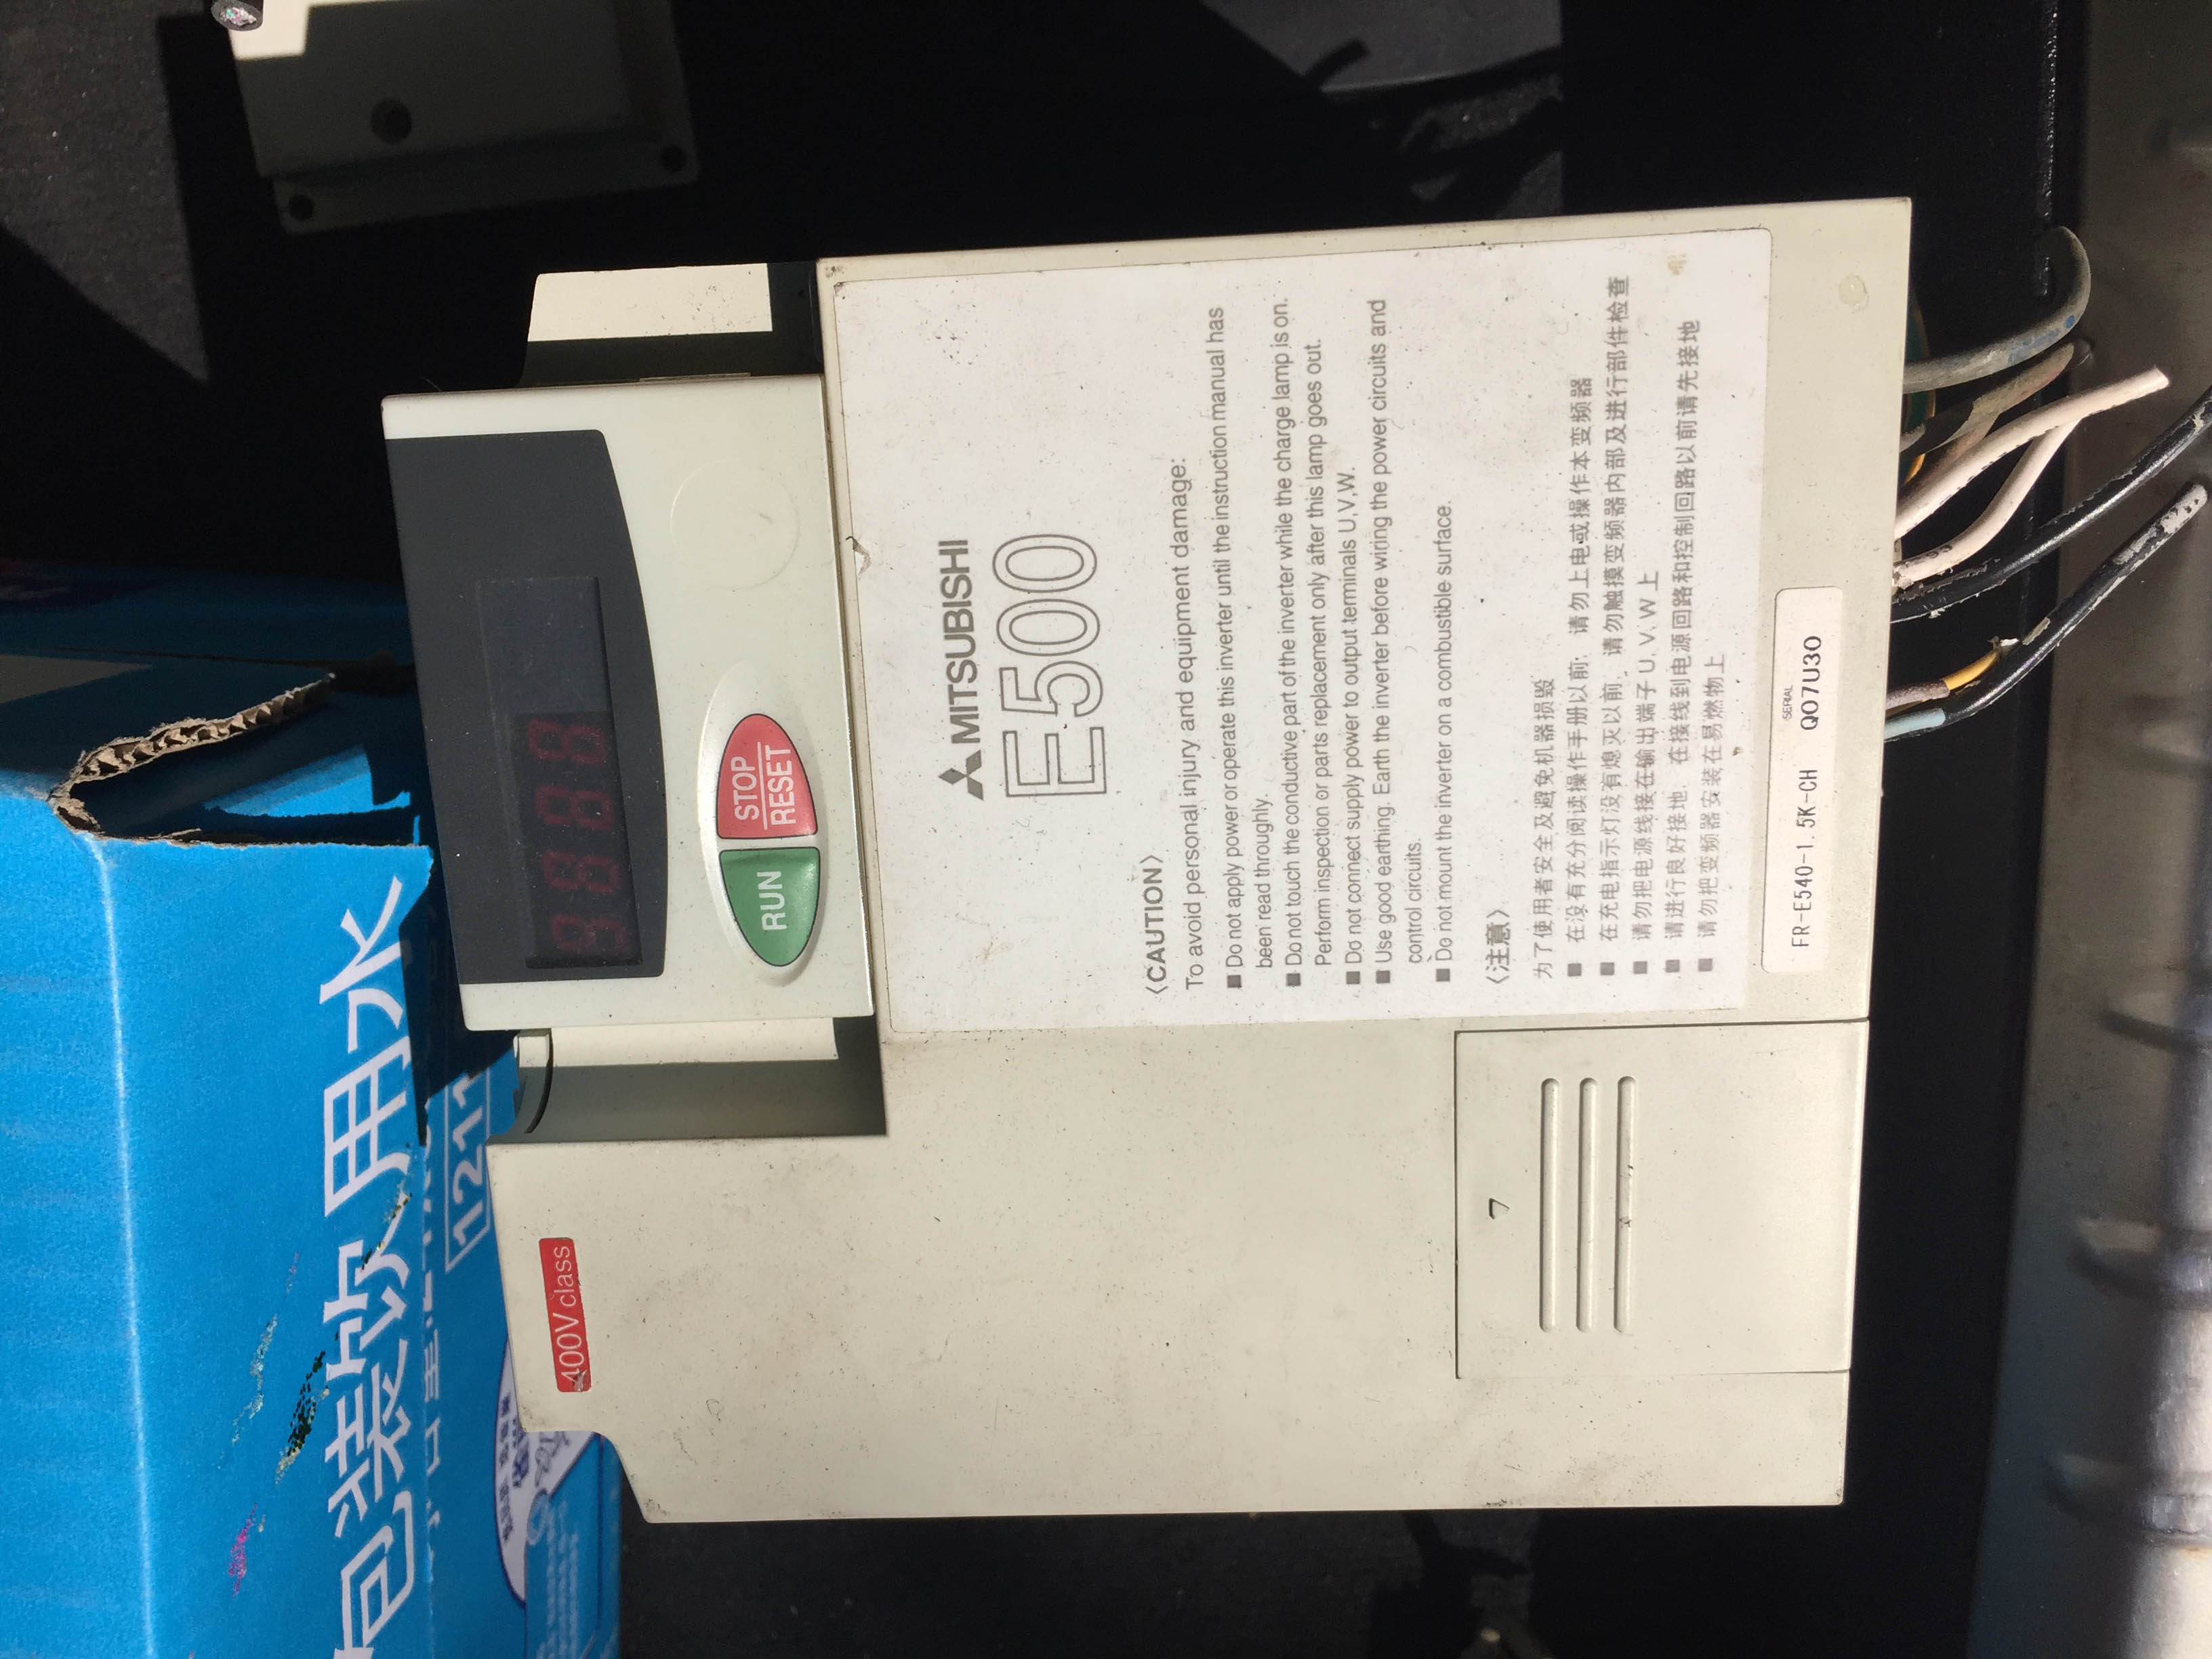 400V class
RUN
STOP
RESET
MITSUBISHI
E500
〈CAUTION〉
To avoid personal injury and equipment damage:
■ Do not apply power or operate this inverter until the instruction manual has
been read throughly.
■ Do not touch the conductive part of the inverter while the charge lamp is on.
Perform inspection or parts replacement only after this lamp goes out.
■ Do not connect supply power to output terminals U,V,W.
■ Use good earthing. Earth the inverter before wiring the power circuits and
control circuits.
■ Do not mount the inverter on a combustible surface.
〈注意〉
为了使用者安全及避免机器损毁
■ 在没有充分阅读操作手册以前, 请勿上电或操作本变频器
■ 在充电指示灯没有熄灭以前, 请勿触摸变频器内部及进行部件检查
■ 请勿把电源线接在输出端子 U, V, W 上
■ 请进行良好接地, 在接线到电源回路和控制回路以前请先接地
■ 请勿把变频器安装在易燃物上
SERIAL
FR-E540-1.5K-CH Q07U30
7
包装饮用水
1211